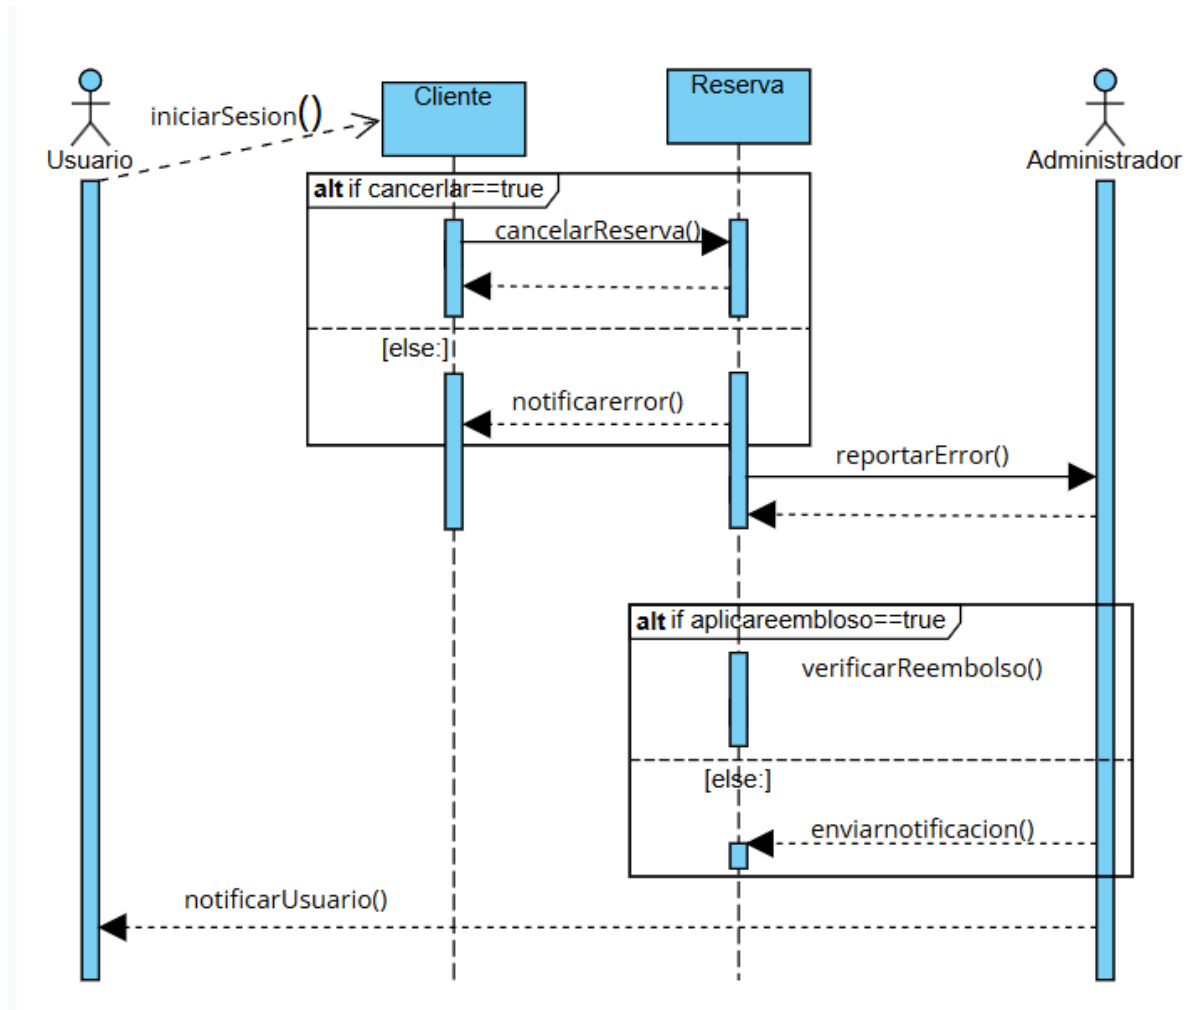 Cliente
Reserva
iniciarSesion()
Usuario
Administrador
alt if cancerlar==true
cancelarReserva()
[else:]
notificarerror()
reportarError()
alt if aplicareembloso==true
verificarReembolso()
[else:]
enviarnotificacion()
notificarUsuario()